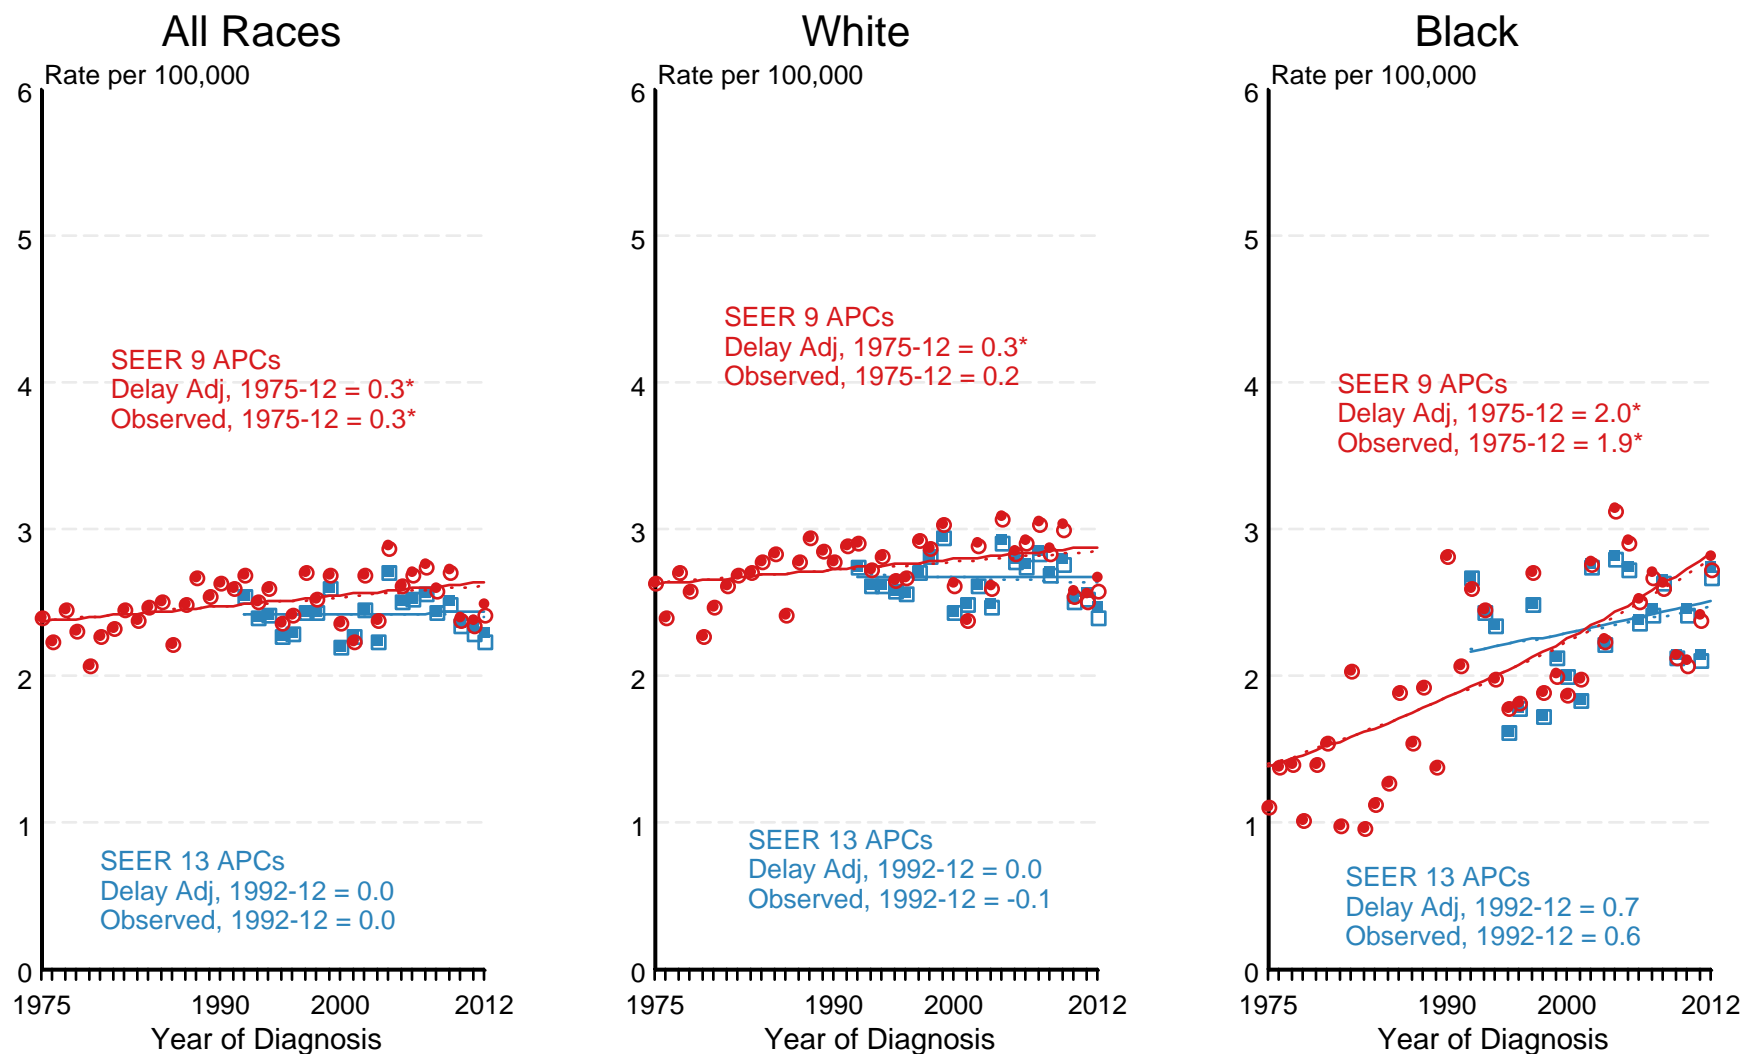 All Races
Rate per 100,000
6
5
4
3
2
1
0
SEER 9 APCs
Delay Adj, 1975-12 = 0.3*
Observed, 1975-12 = 0.3*
SEER 13 APCs
Delay Adj, 1992-12 = 0.0
Observed, 1992-12 = 0.0
1975 1990 2000 2012
Year of Diagnosis
White
Rate per 100,000
6
5
4
3
2
1
0
SEER 9 APCs
Delay Adj, 1975-12 = 0.3*
Observed, 1975-12 = 0.2
SEER 13 APCs
Delay Adj, 1992-12 = 0.0
Observed, 1992-12 = -0.1
1975 1990 2000 2012
Year of Diagnosis
Black
Rate per 100,000
6
5
4
3
2
1
0
SEER 9 APCs
Delay Adj, 1975-12 = 2.0*
Observed, 1975-12 = 1.9*
SEER 13 APCs
Delay Adj, 1992-12 = 0.7
Observed, 1992-12 = 0.6
1975 1990 2000 2012
Year of Diagnosis